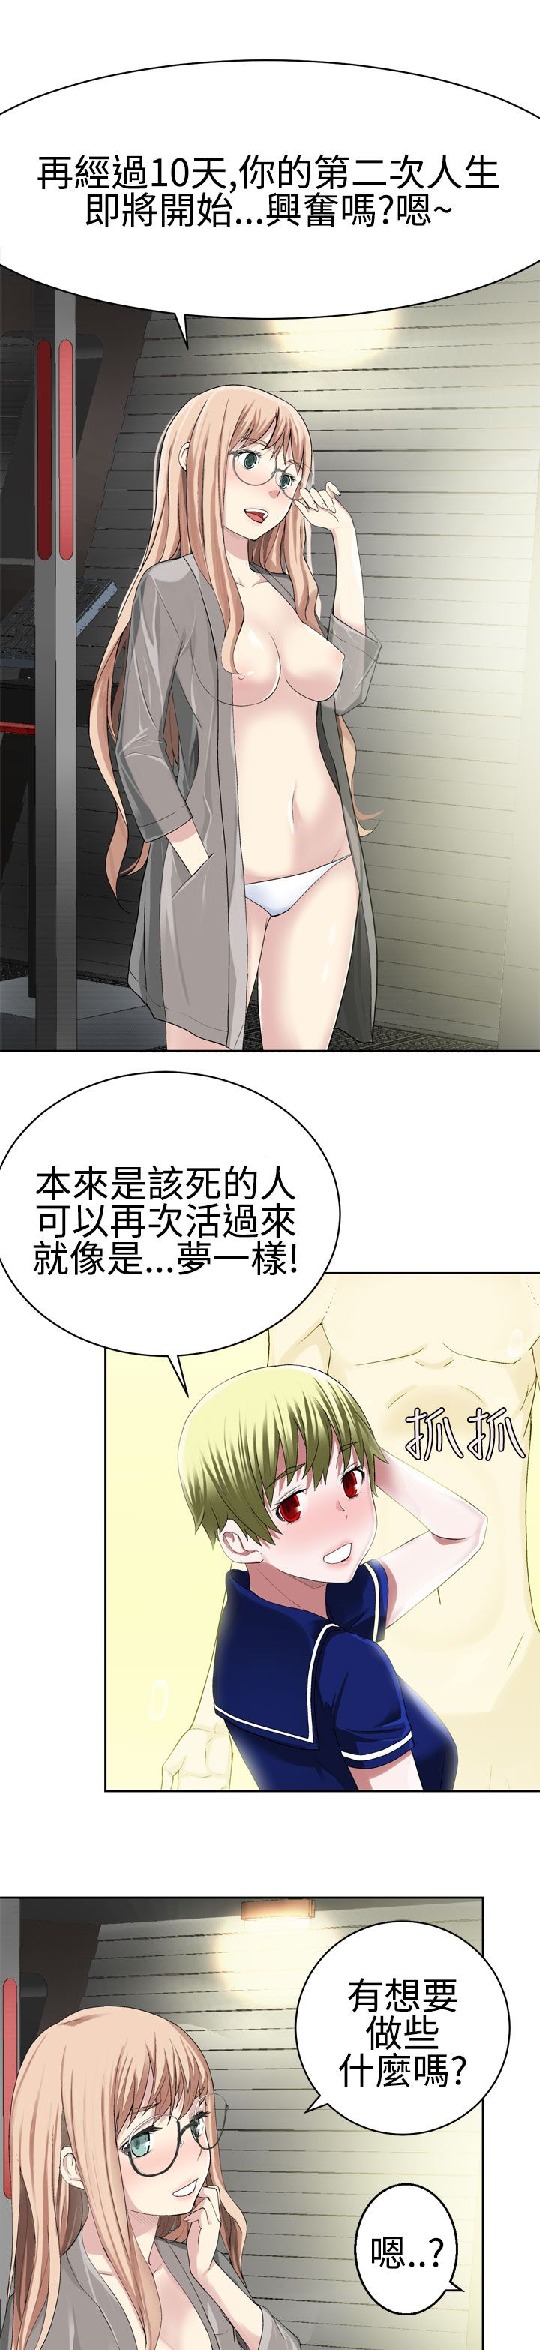 再經過10天,你的第二次人生
即將開始...興奮嗎?嗯~
本來是該死的人
可以再次活過來
就像是...夢一樣!
抓抓
有想要
做些
什麼嗎?
嗯..?